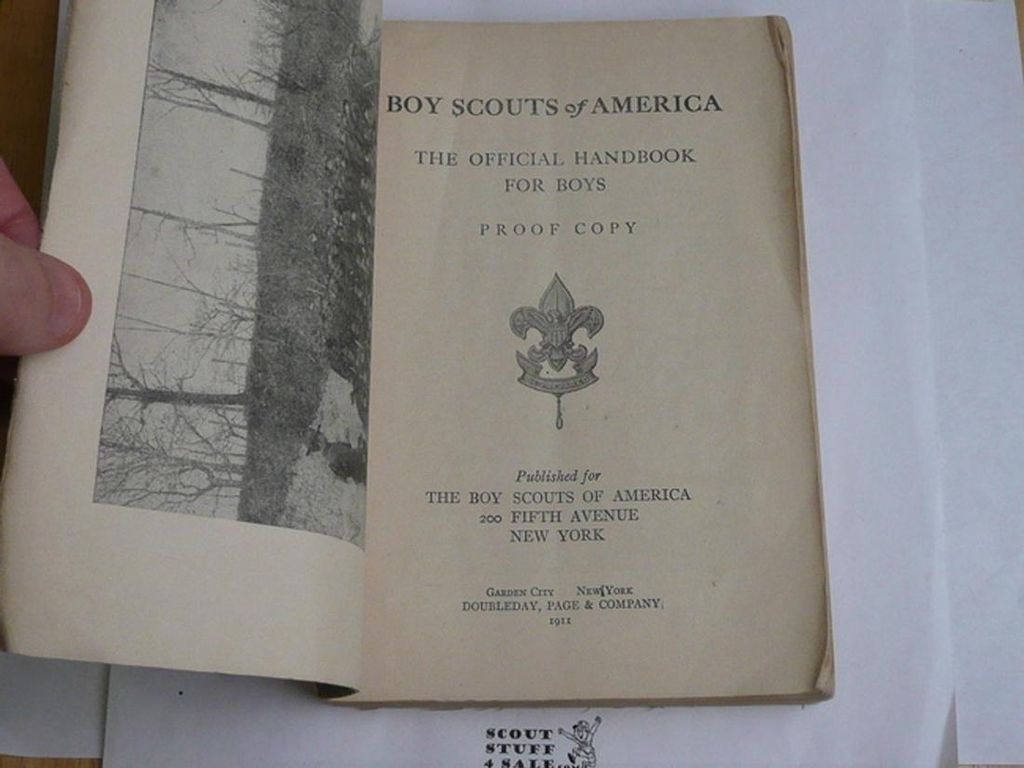 BOY SCOUTS of AMERICA
THE OFFICIAL HANDBOOK
FOR BOYS
PROOF COPY
Published for
THE BOY SCOUTS OF AMERICA
200 FIFTH AVENUE
NEW YORK
GARDEN CITY NEW YORK
DOUBLEDAY, PAGE & COMPANY
1911
SCOUT
STUFF
4 SALE.com